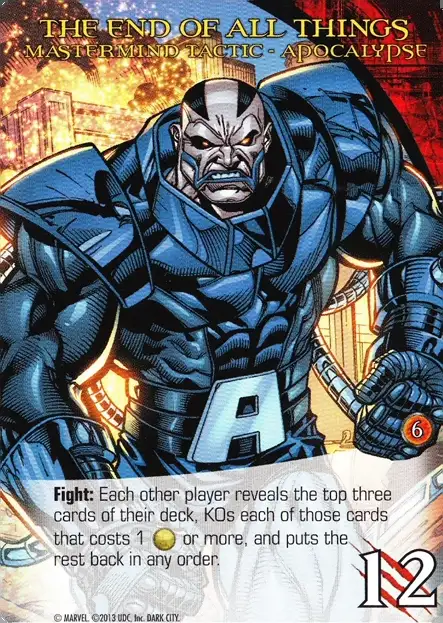 THE END OF ALL THINGS
MASTERMIND TACTIC - APOCALYPSE
A
6
Fight: Each other player reveals the top three
cards of their deck, KOs each of those cards
that costs 1 or more, and puts the
rest back in any order.
12
© MARVEL. ©2013 UDC, Inc. DARK CITY.